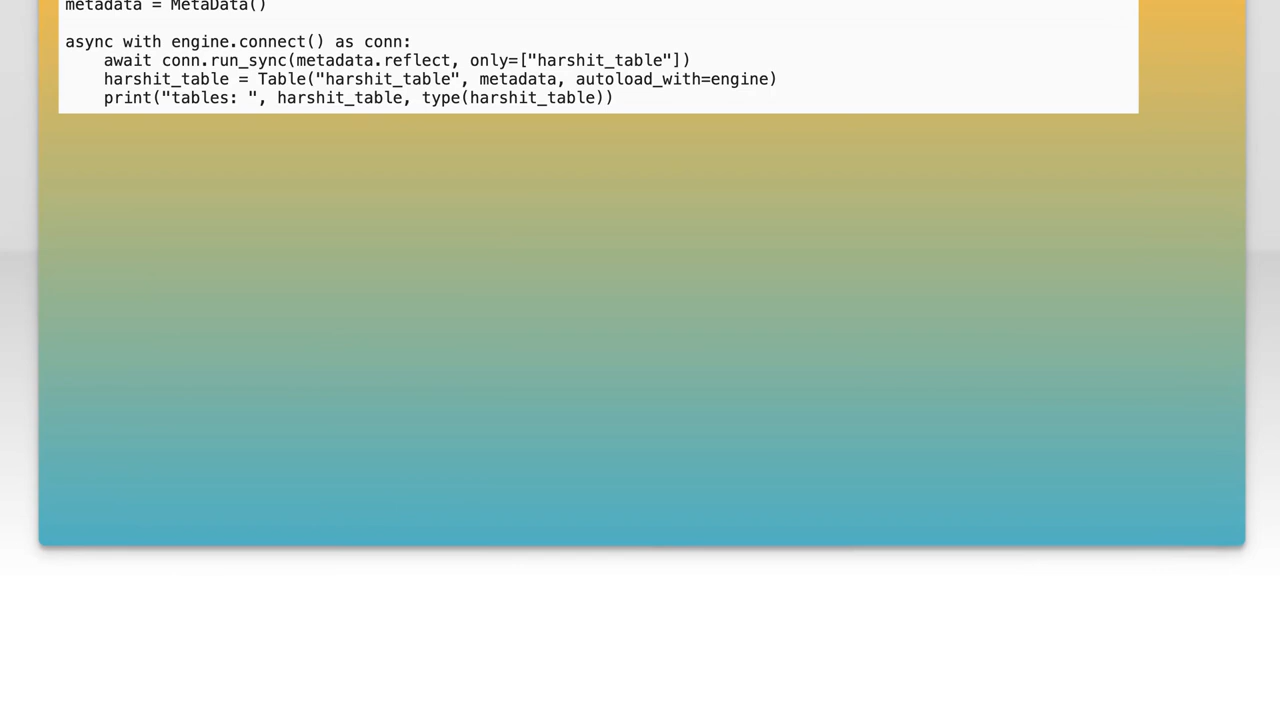 metadata = MetaData()
async with engine.connect() as conn:
    await conn.run_sync(metadata.reflect, only=["harshit_table"])
    harshit_table = Table("harshit_table", metadata, autoload_with=engine)
    print("tables: ", harshit_table, type(harshit_table))